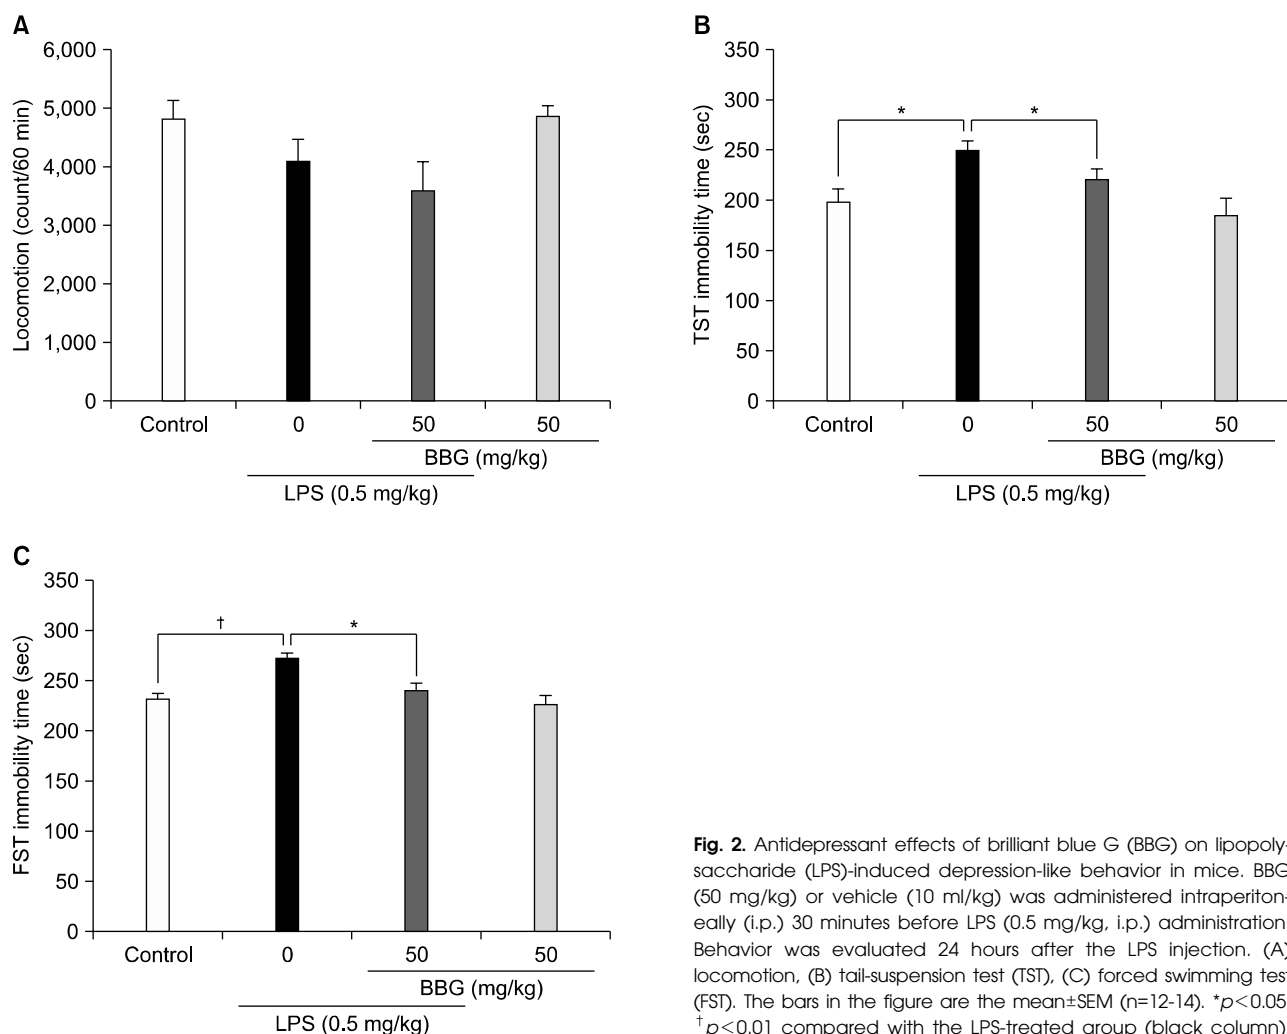 A
6,000
5,000
4,000
3,000
2,000
1,000
0
Locomotion (count/60 min)
Control 0 50 50
BBG (mg/kg)
LPS (0.5 mg/kg)
B
350
300
250
200
150
100
50
0
TST immobility time (sec)
* *
Control 0 50 50
BBG (mg/kg)
LPS (0.5 mg/kg)
C
350
300
250
200
150
100
50
0
FST immobility time (sec)
† *
Control 0 50 50
BBG (mg/kg)
LPS (0.5 mg/kg)
Fig. 2. Antidepressant effects of brilliant blue G (BBG) on lipopoly-
saccharide (LPS)-induced depression-like behavior in mice. BBG
(50 mg/kg) or vehicle (10 ml/kg) was administered intraperiton-
eally (i.p.) 30 minutes before LPS (0.5 mg/kg, i.p.) administration
Behavior was evaluated 24 hours after the LPS injection. (A)
locomotion, (B) tail-suspension test (TST), (C) forced swimming test
(FST). The bars in the figure are the mean±SEM (n=12-14). *p<0.05
†p<0.01 compared with the LPS-treated group (black column)